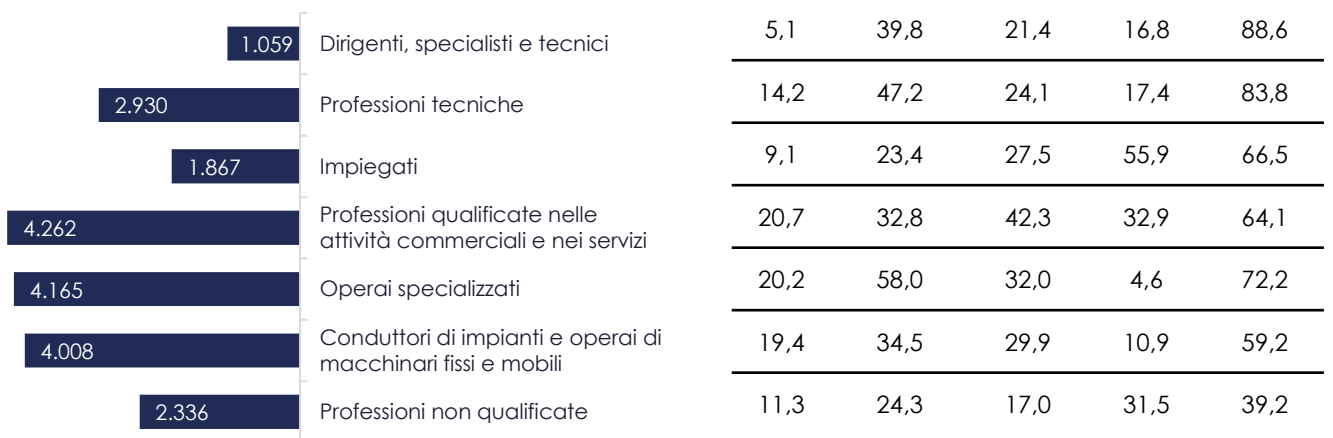 1.059 Dirigenti, specialisti e tecnici 5,1 39,8 21,4 16,8 88,6
2.930 Professioni tecniche 14,2 47,2 24,1 17,4 83,8
1.867 Impiegati 9,1 23,4 27,5 55,9 66,5
4.262 Professioni qualificate nelle
attività commerciali e nei servizi 20,7 32,8 42,3 32,9 64,1
4.165 Operai specializzati 20,2 58,0 32,0 4,6 72,2
4.008 Conduttori di impianti e operai di
macchinari fissi e mobili 19,4 34,5 29,9 10,9 59,2
2.336 Professioni non qualificate 11,3 24,3 17,0 31,5 39,2